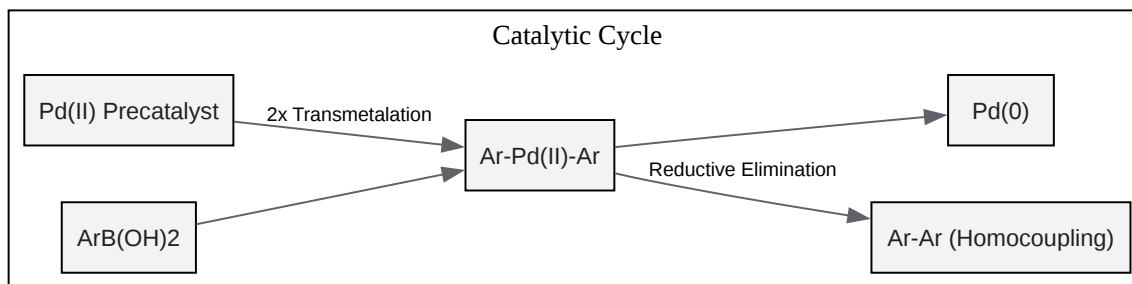 Catalytic Cycle
Pd(II) Precatalyst
2x Transmetalation
ArB(OH)2
Ar-Pd(II)-Ar
Pd(0)
Reductive Elimination
Ar-Ar (Homocoupling)